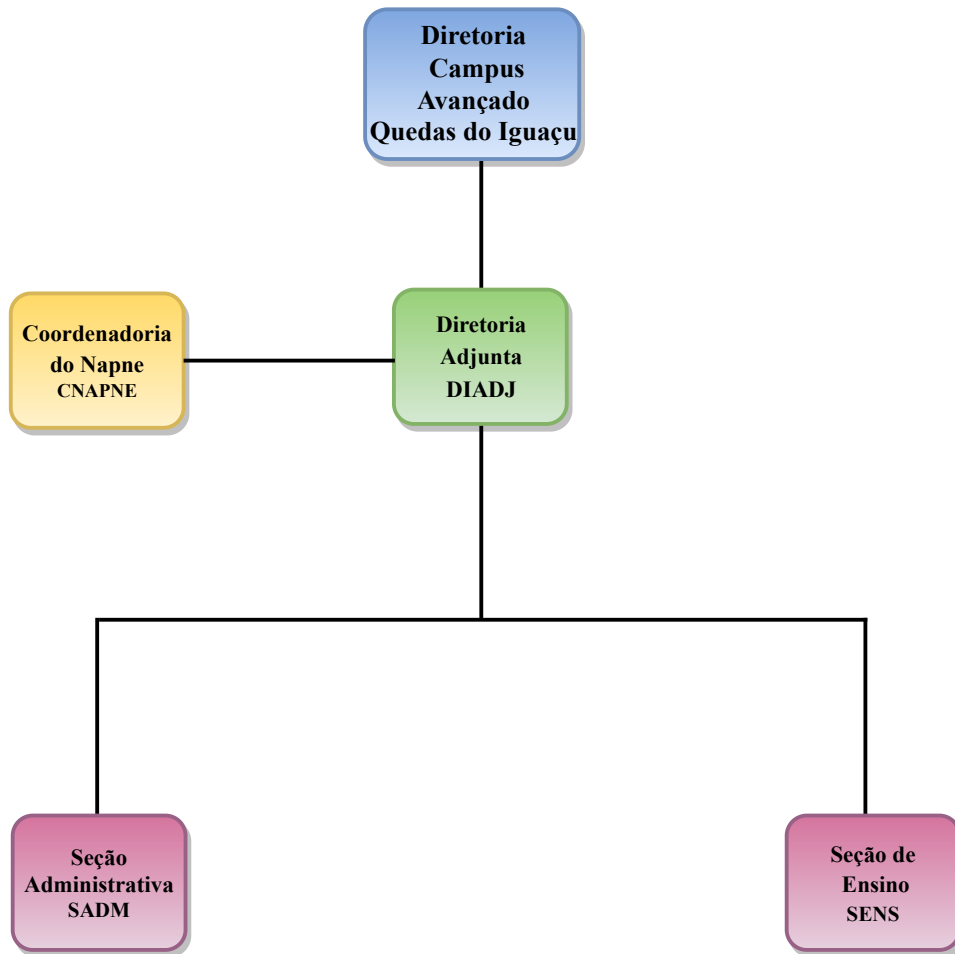 Diretoria
Campus
Avançado
Quedas do Iguaçu
Coordenadoria
do Napne
CNAPNE
Diretoria
Adjunta
DIADJ
Seção
Administrativa
SADM
Seção de
Ensino
SENS